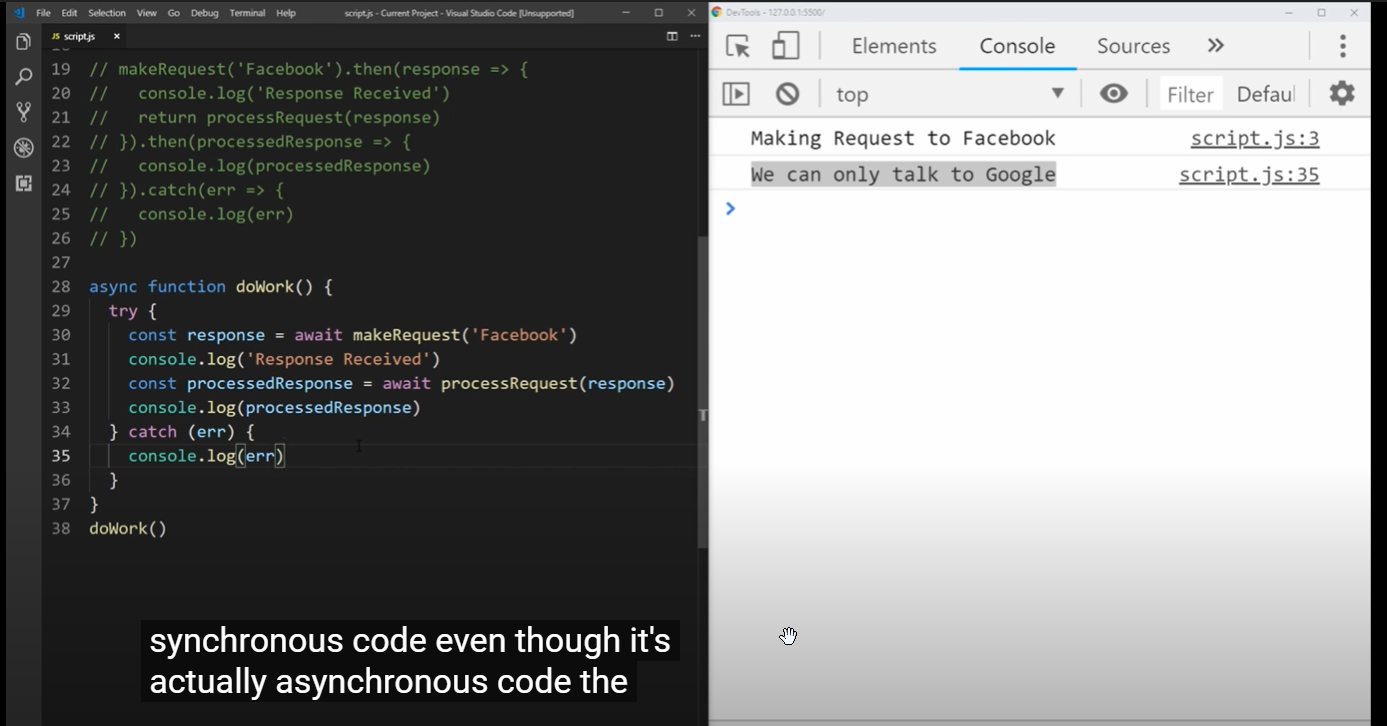 File Edit Selection View Go Debug Terminal Help script.js - Current Project - Visual Studio Code [Unsupported]
JS script.js
19 // makeRequest('Facebook').then(response => {
20 //   console.log('Response Received')
21 //   return processRequest(response)
22 // }).then(processedResponse => {
23 //   console.log(processedResponse)
24 // }).catch(err => {
25 //   console.log(err)
26 // })
27
28 async function doWork() {
29   try {
30     const response = await makeRequest('Facebook')
31     console.log('Response Received')
32     const processedResponse = await processRequest(response)
33     console.log(processedResponse)
34   } catch (err) {
35     console.log(err)
36   }
37 }
38 doWork()
DevTools - 127.0.0.1:5500/
Elements Console Sources »
top Filter Defaul
Making Request to Facebook script.js:3
We can only talk to Google script.js:35
synchronous code even though it's
actually asynchronous code the